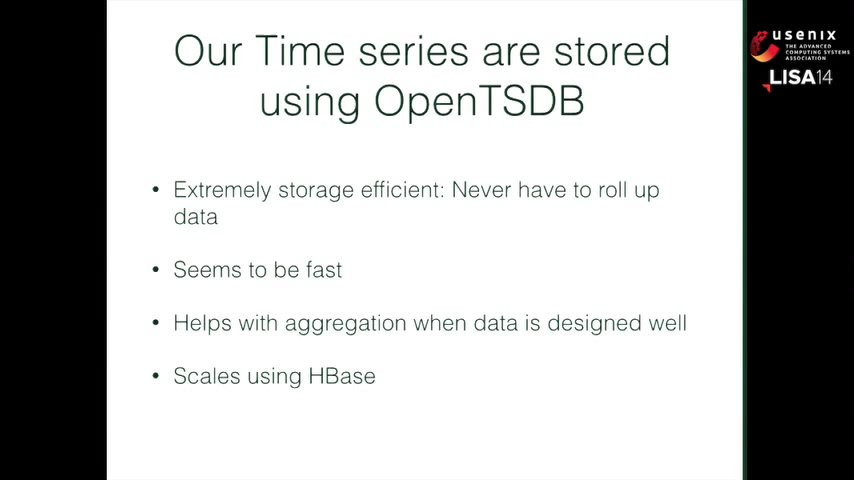 Our Time series are stored
using OpenTSDB
• Extremely storage efficient: Never have to roll up
data
• Seems to be fast
• Helps with aggregation when data is designed well
• Scales using HBase
usenix
THE ADVANCED
COMPUTING SYSTEMS
ASSOCIATION
LISA14